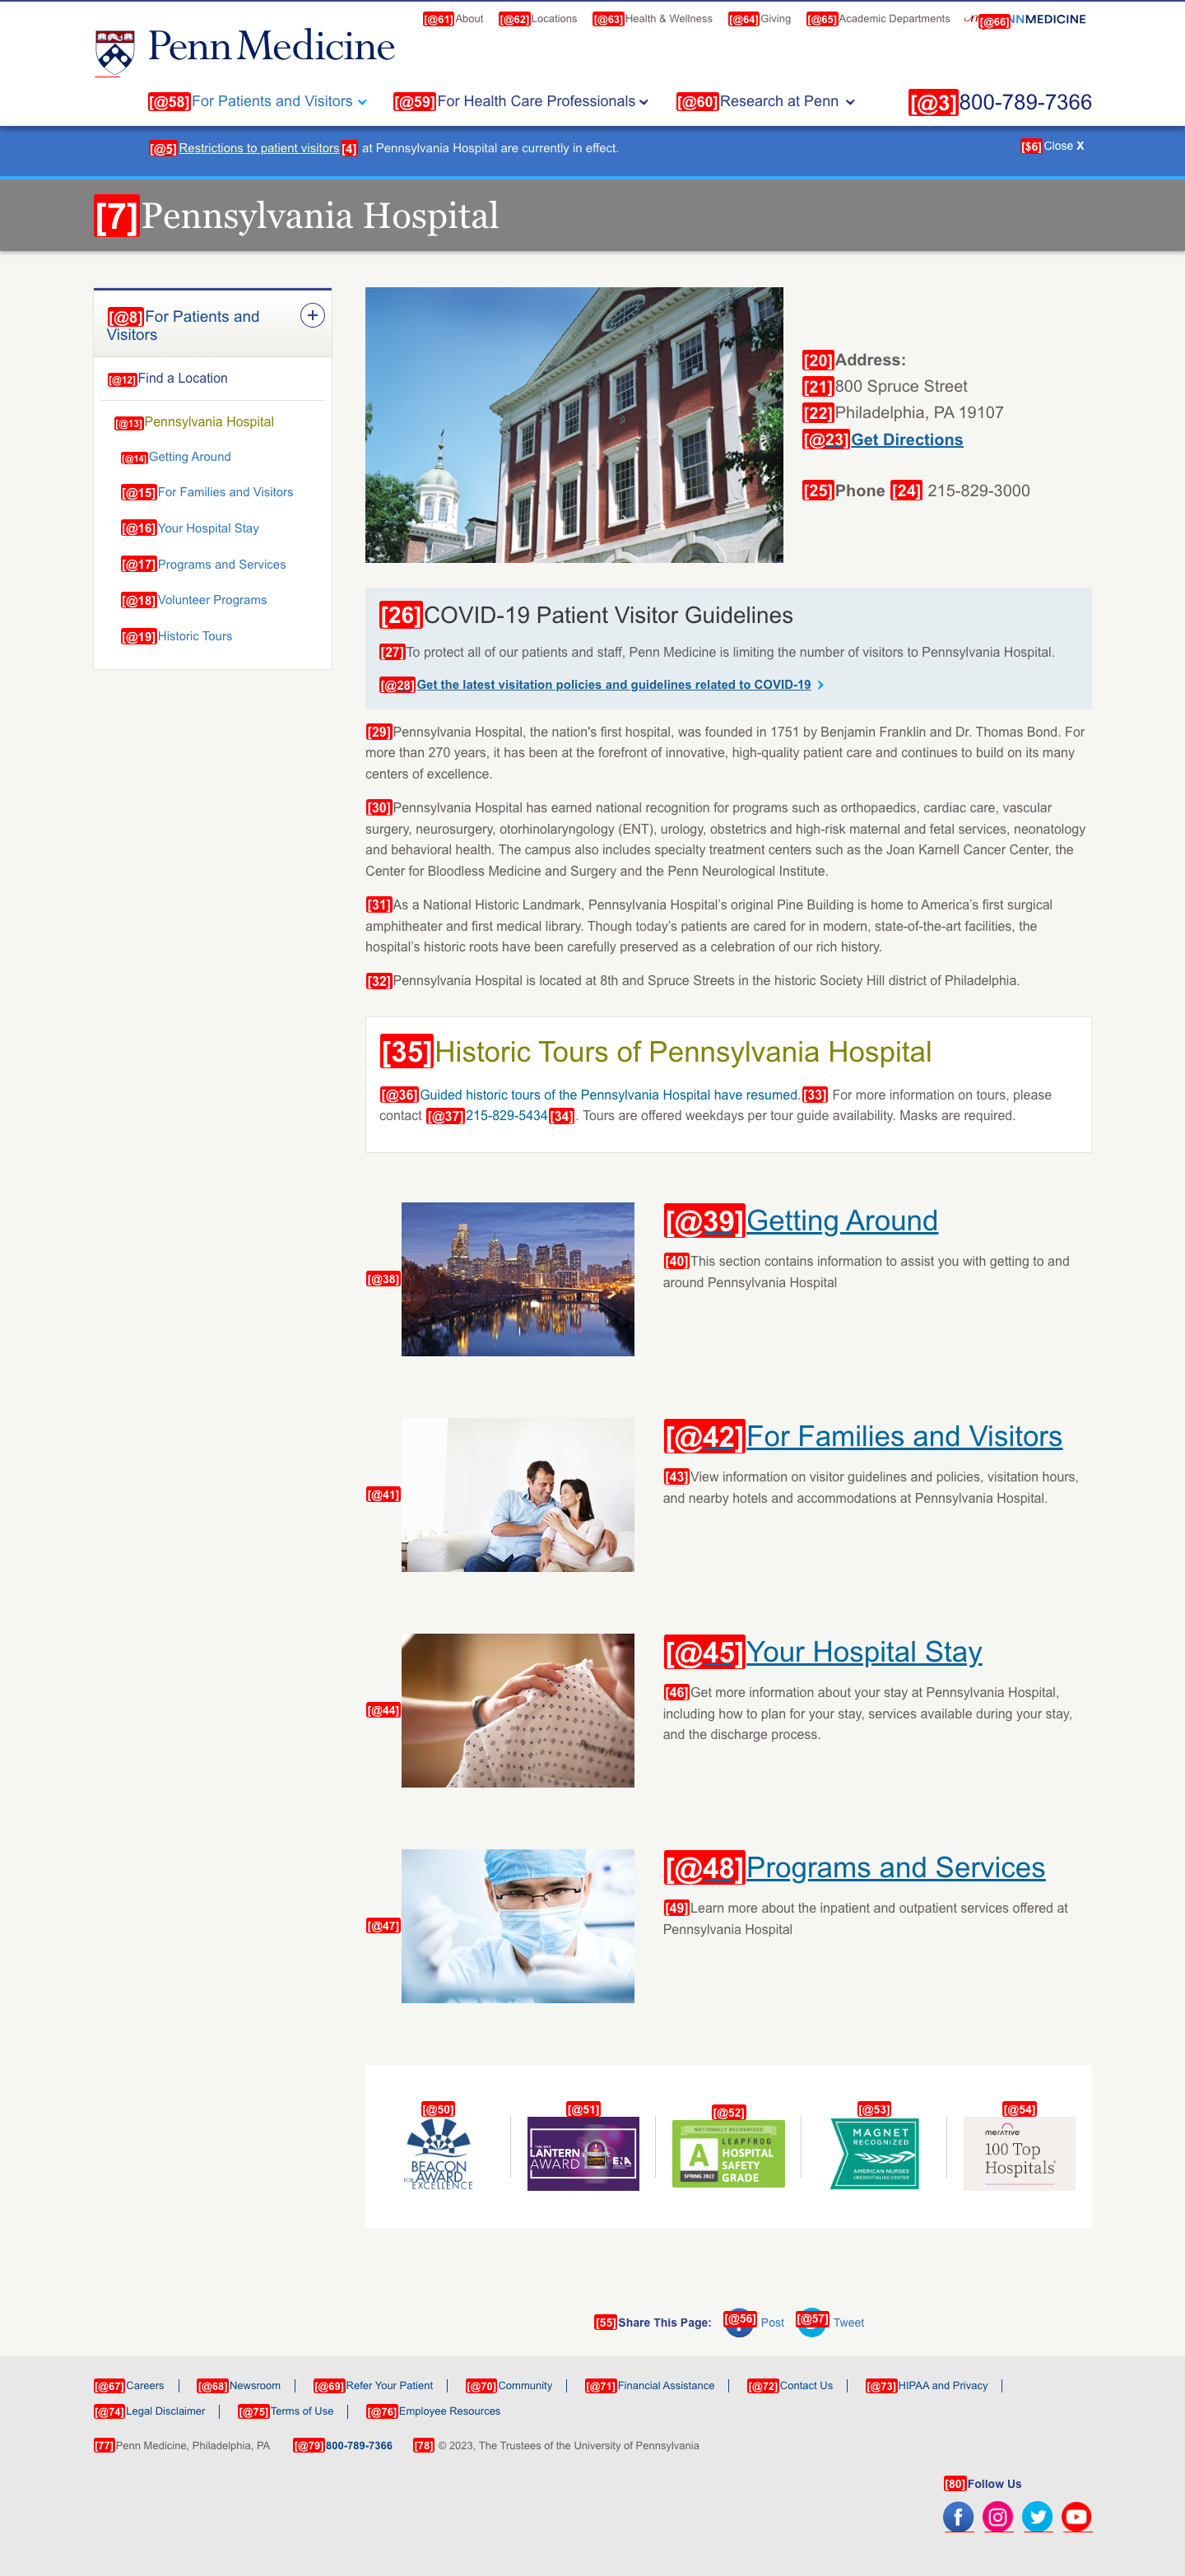 [@61]About [@62]Locations [@63]Health & Wellness [@64]Giving [@65]Academic Departments [@66]NNMEDICINE
Penn Medicine
[@58]For Patients and Visitors [@59]For Health Care Professionals [@60]Research at Penn [@3]800-789-7366
[@5]Restrictions to patient visitors[4] at Pennsylvania Hospital are currently in effect. [$6]Close X
[7]Pennsylvania Hospital
[@8]For Patients and
Visitors
[@12]Find a Location
[@13]Pennsylvania Hospital
[@14]Getting Around
[@15]For Families and Visitors
[@16]Your Hospital Stay
[@17]Programs and Services
[@18]Volunteer Programs
[@19]Historic Tours
[20]Address:
[21]800 Spruce Street
[22]Philadelphia, PA 19107
[@23]Get Directions
[25]Phone [24] 215-829-3000
[26]COVID-19 Patient Visitor Guidelines
[27]To protect all of our patients and staff, Penn Medicine is limiting the number of visitors to Pennsylvania Hospital.
[@28]Get the latest visitation policies and guidelines related to COVID-19
[29]Pennsylvania Hospital, the nation's first hospital, was founded in 1751 by Benjamin Franklin and Dr. Thomas Bond. For
more than 270 years, it has been at the forefront of innovative, high-quality patient care and continues to build on its many
centers of excellence.
[30]Pennsylvania Hospital has earned national recognition for programs such as orthopaedics, cardiac care, vascular
surgery, neurosurgery, otorhinolaryngology (ENT), urology, obstetrics and high-risk maternal and fetal services, neonatology
and behavioral health. The campus also includes specialty treatment centers such as the Joan Karnell Cancer Center, the
Center for Bloodless Medicine and Surgery and the Penn Neurological Institute.
[31]As a National Historic Landmark, Pennsylvania Hospital’s original Pine Building is home to America’s first surgical
amphitheater and first medical library. Though today’s patients are cared for in modern, state-of-the-art facilities, the
hospital’s historic roots have been carefully preserved as a celebration of our rich history.
[32]Pennsylvania Hospital is located at 8th and Spruce Streets in the historic Society Hill district of Philadelphia.
[35]Historic Tours of Pennsylvania Hospital
[@36]Guided historic tours of the Pennsylvania Hospital have resumed.[33] For more information on tours, please
contact [@37]215-829-5434[34]. Tours are offered weekdays per tour guide availability. Masks are required.
[@38]
[@39]Getting Around
[40]This section contains information to assist you with getting to and
around Pennsylvania Hospital
[@41]
[@42]For Families and Visitors
[43]View information on visitor guidelines and policies, visitation hours,
and nearby hotels and accommodations at Pennsylvania Hospital.
[@44]
[@45]Your Hospital Stay
[46]Get more information about your stay at Pennsylvania Hospital,
including how to plan for your stay, services available during your stay,
and the discharge process.
[@47]
[@48]Programs and Services
[49]Learn more about the inpatient and outpatient services offered at
Pennsylvania Hospital
[@50] [@51] [@52] [@53] [@54]
BEACON
FOR AWARD
EXCELLENCE
LANTERN
AWARD
ENA
NATIONALLY RECOGNIZED
LEAPFROG
HOSPITAL
SAFETY
GRADE
A
SPRING 2022
MAGNET
RECOGNIZED
AMERICAN NURSES
CREDENTIALING CENTER
MERATIVE
100 Top
Hospitals
[55]Share This Page: [@56] Post [@57] Tweet
[@67]Careers [@68]Newsroom [@69]Refer Your Patient [@70]Community [@71]Financial Assistance [@72]Contact Us [@73]HIPAA and Privacy
[@74]Legal Disclaimer [@75]Terms of Use [@76]Employee Resources
[77]Penn Medicine, Philadelphia, PA [@79]800-789-7366 [78] © 2023, The Trustees of the University of Pennsylvania
[80]Follow Us